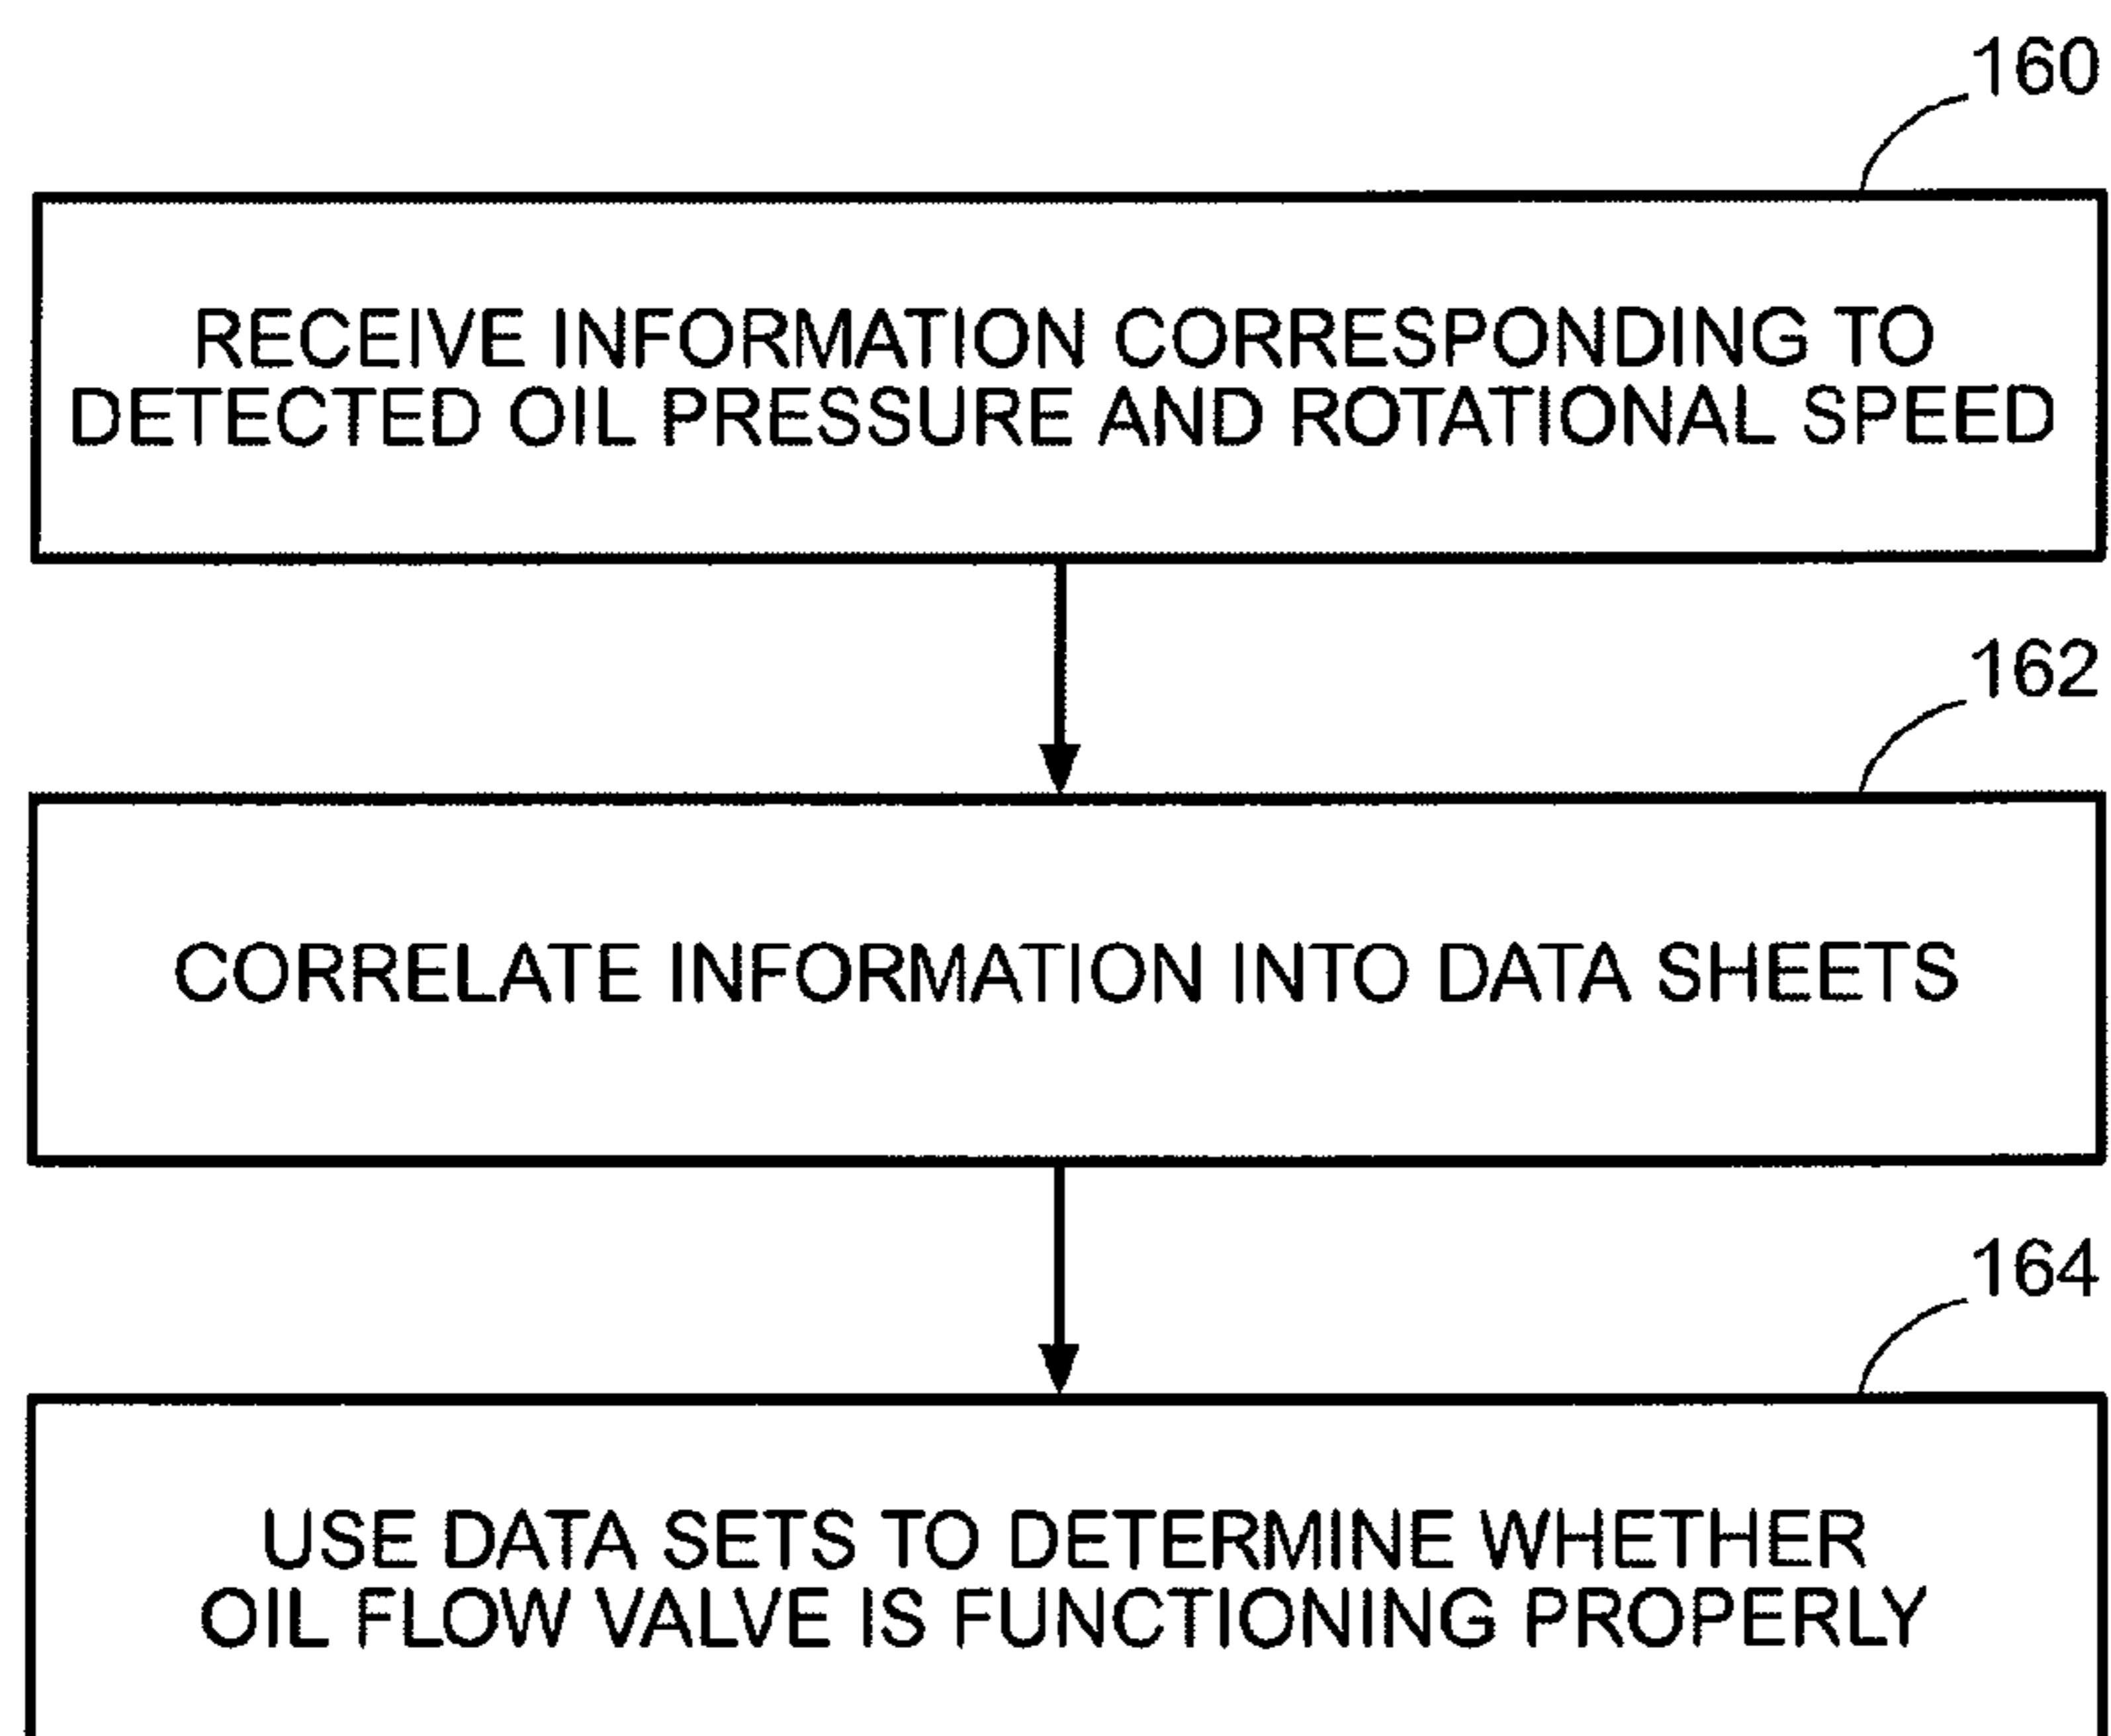 160
RECEIVE INFORMATION CORRESPONDING TO
DETECTED OIL PRESSURE AND ROTATIONAL SPEED
162
CORRELATE INFORMATION INTO DATA SHEETS
164
USE DATA SETS TO DETERMINE WHETHER
OIL FLOW VALVE IS FUNCTIONING PROPERLY